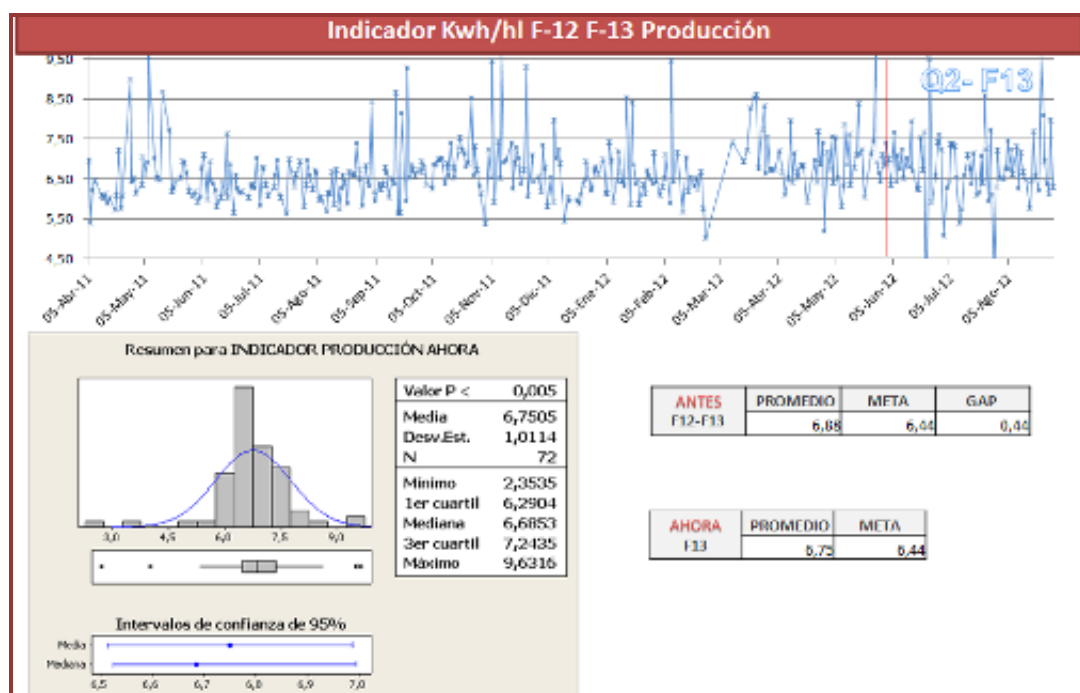 Indicador Kwh/hl F-12 F-13 Producción
9,50
Q2- F13
8,50
7,50
6,50
5,50
4,50
05-Abr-11 05-May-11 05-Jun-11 05-Jul-11 05-Ago-11 05-Sep-11 05-Oct-11 05-Nov-11 05-Dic-11 05-Ene-12 05-Feb-12 05-Mar-12 05-Abr-12 05-May-12 05-Jun-12 05-Jul-12 05-Ago-12
Resumen para INDICADOR PRODUCCIÓN AHORA
Valor P < 0,005
Media 6,7505
Desv.Est. 1,0114
N 72
Mínimo 2,3535
1er cuartil 6,2904
Mediana 6,6853
3er cuartil 7,2435
Máximo 9,6316
3,0 4,5 6,0 7,5 9,0
Intervalos de confianza de 95%
Media
Mediana
6,5 6,6 6,7 6,8 6,9 7,0
ANTES PROMEDIO META GAP
F12-F13 6,88 6,44 0,44
AHORA PROMEDIO META
F13 6,75 6,44